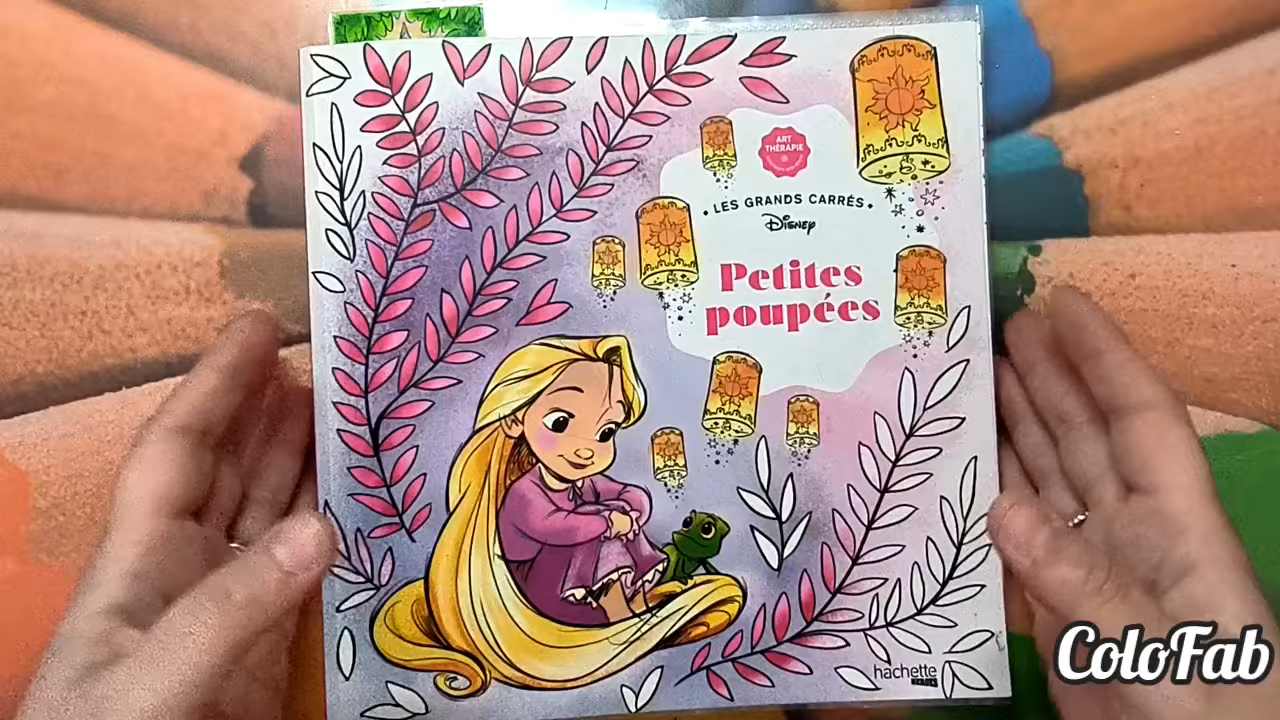 ART
THÉRAPIE
• LES GRANDS CARRÉS •
Disney
Petites
poupées
hachette
ColoFab